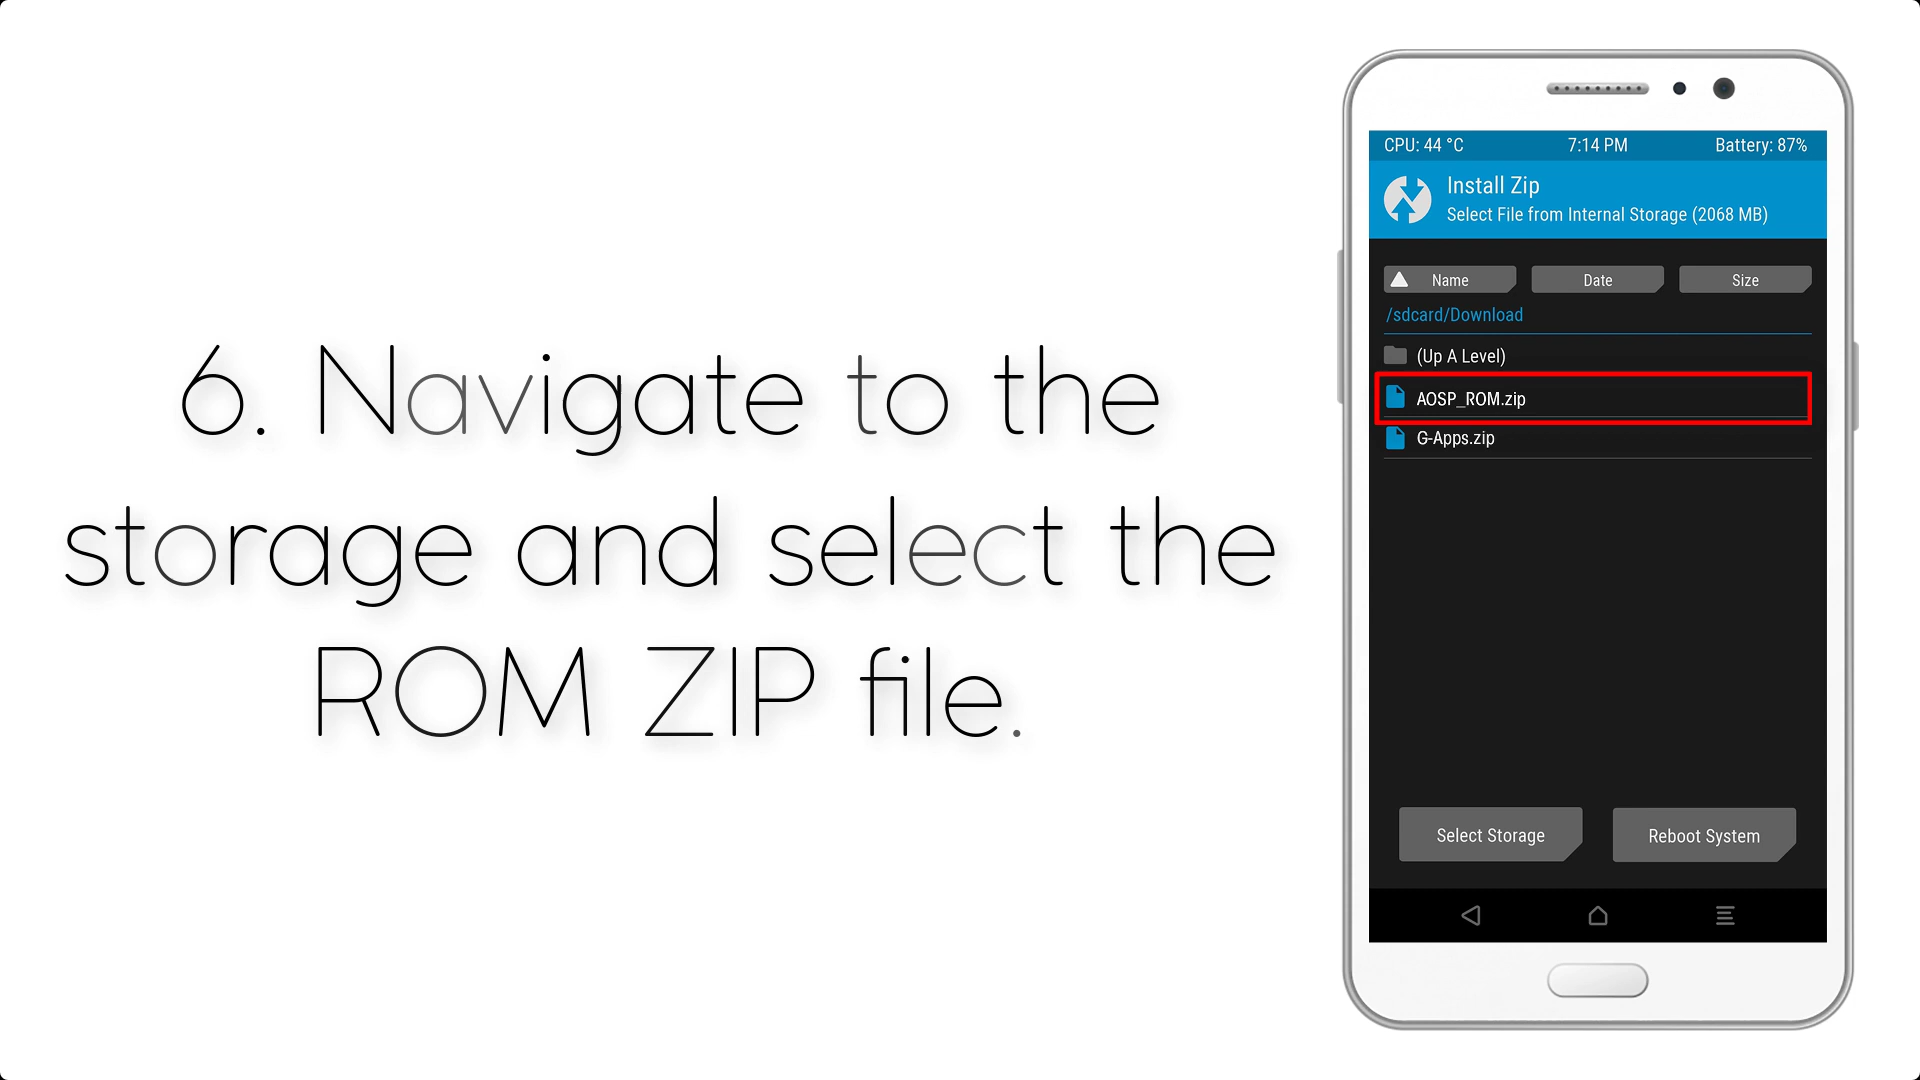 6. Navigate to the
storage and select the
ROM ZIP file.
CPU: 44 °C 7:14 PM Battery: 87%
Install Zip
Select File from Internal Storage (2068 MB)
Name Date Size
/sdcard/Download
(Up A Level)
AOSP_ROM.zip
G-Apps.zip
Select Storage Reboot System